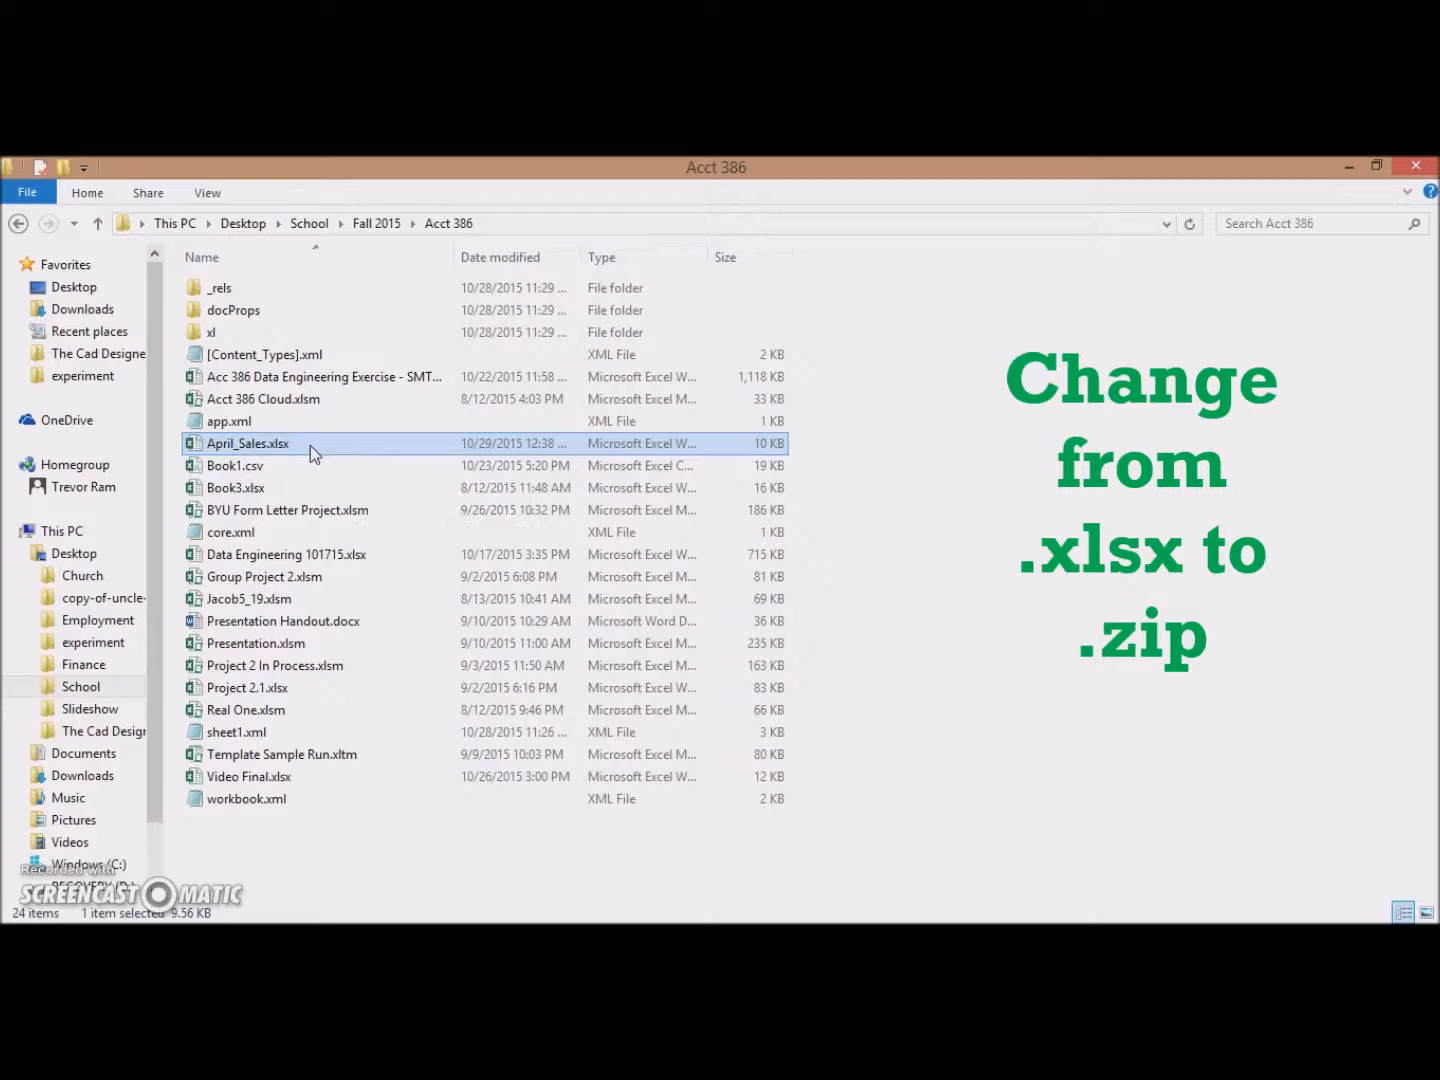 Acct 386
File Home Share View
This PC Desktop School Fall 2015 Acct 386 Search Acct 386
Name Date modified Type Size
Favorites
Desktop
Downloads
Recent places
The Cad Designe
experiment
OneDrive
Homegroup
Trevor Ram
This PC
Desktop
Church
copy-of-uncle-
Employment
experiment
Finance
School
Slideshow
The Cad Desigr
Documents
Downloads
Music
Pictures
Videos
Windows (C:)
RECOVERY (D:)
_rels 10/28/2015 11:29 ... File folder
docProps 10/28/2015 11:29 ... File folder
xl 10/28/2015 11:29 ... File folder
[Content_Types].xml XML File 2 KB
Acc 386 Data Engineering Exercise - SMT... 10/22/2015 11:58 ... Microsoft Excel W... 1,118 KB
Acct 386 Cloud.xlsm 8/12/2015 4:03 PM Microsoft Excel M... 33 KB
app.xml XML File 1 KB
April_Sales.xlsx 10/29/2015 12:38 ... Microsoft Excel W... 10 KB
Book1.csv 10/23/2015 5:20 PM Microsoft Excel C... 19 KB
Book3.xlsx 8/12/2015 11:48 AM Microsoft Excel W... 16 KB
BYU Form Letter Project.xlsm 9/26/2015 10:32 PM Microsoft Excel M... 186 KB
core.xml XML File 1 KB
Data Engineering 101715.xlsx 10/17/2015 3:35 PM Microsoft Excel W... 715 KB
Group Project 2.xlsm 9/2/2015 6:08 PM Microsoft Excel M... 81 KB
Jacob5_19.xlsm 8/13/2015 10:41 AM Microsoft Excel M... 69 KB
Presentation Handout.docx 9/10/2015 10:29 AM Microsoft Word D... 36 KB
Presentation.xlsm 9/10/2015 11:00 AM Microsoft Excel M... 235 KB
Project 2 In Process.xlsm 9/3/2015 11:50 AM Microsoft Excel M... 163 KB
Project 2.1.xlsx 9/2/2015 6:16 PM Microsoft Excel W... 83 KB
Real One.xlsm 8/12/2015 9:46 PM Microsoft Excel M... 66 KB
sheet1.xml 10/28/2015 11:26 ... XML File 3 KB
Template Sample Run.xltm 9/9/2015 10:03 PM Microsoft Excel M... 80 KB
Video Final.xlsx 10/26/2015 3:00 PM Microsoft Excel W... 12 KB
workbook.xml XML File 2 KB
Change
from
.xlsx to
.zip
Recorded with
SCREENCAST MATIC
24 items 1 item selected 9.56 KB